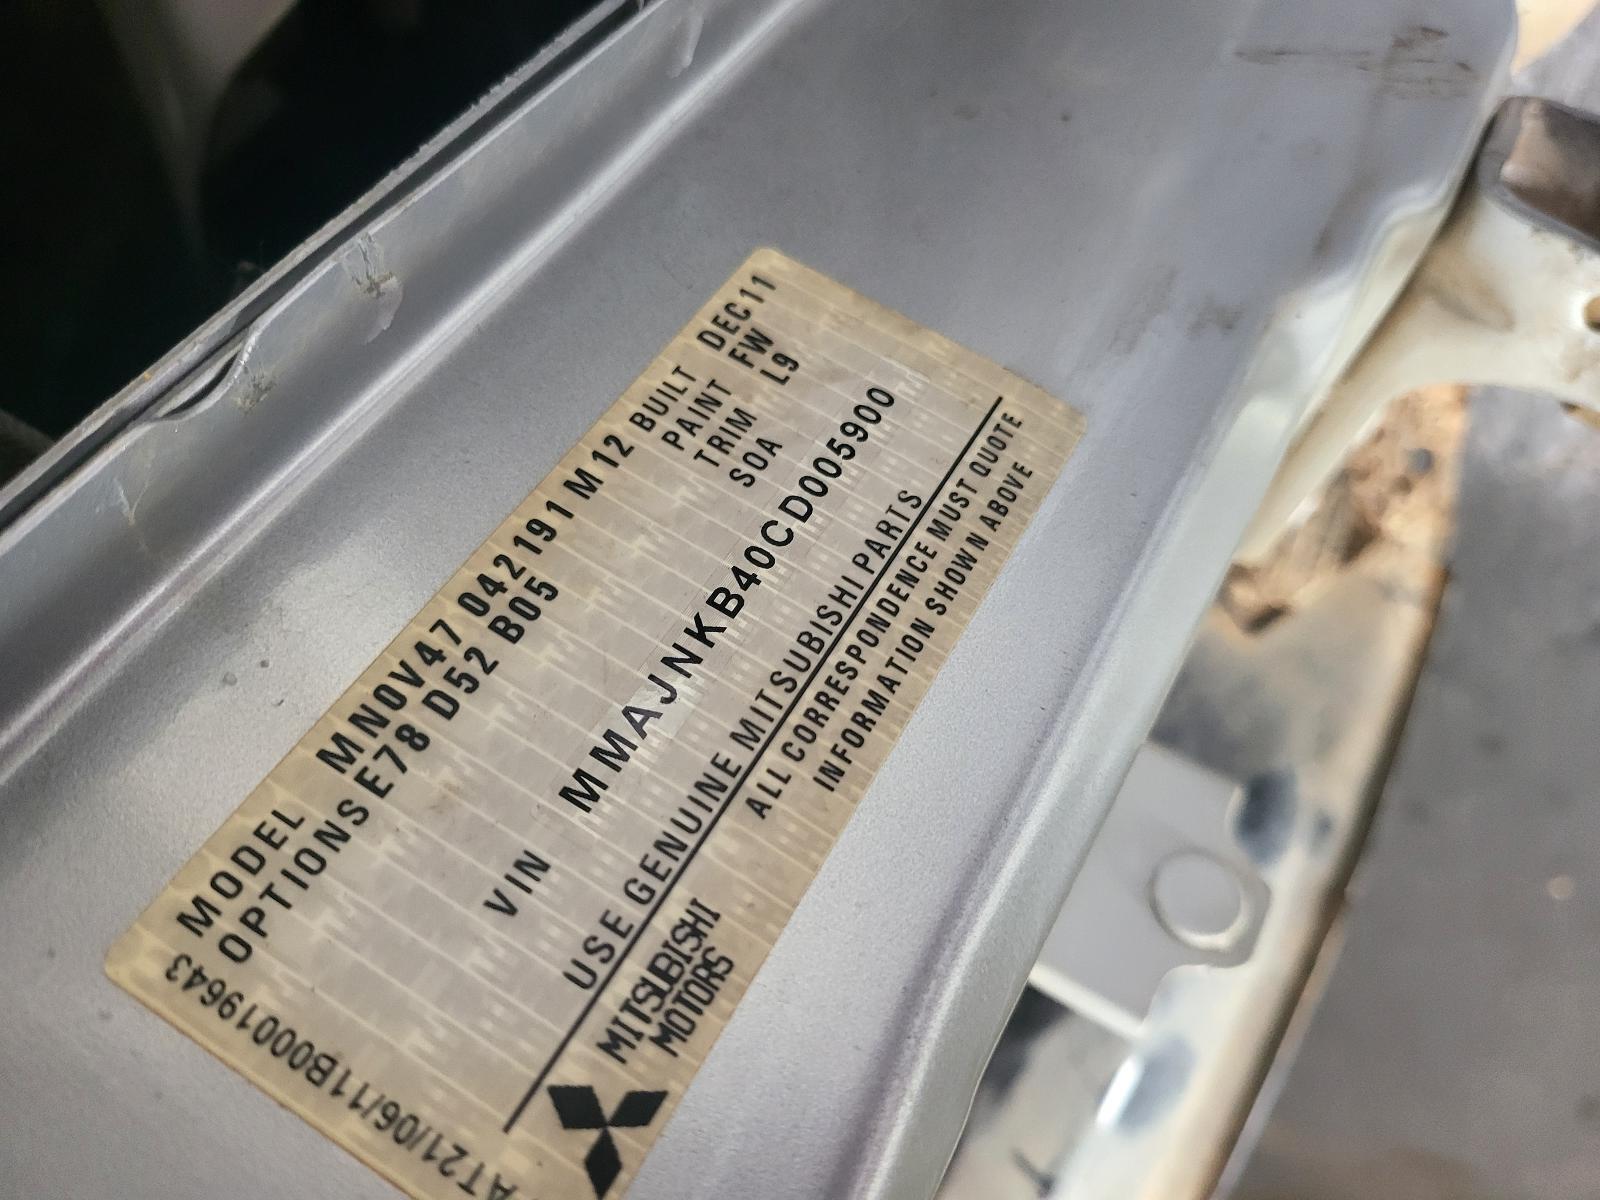 MODEL MN0V47 042191 M12 BUILT DEC11
OPTIONS E78 D52 B05 PAINT FW
TRIM L9
SOA
VIN MMAJNKB40CD005900
USE GENUINE MITSUBISHI PARTS
MITSUBISHI
MOTORS
ALL CORRESPONDENCE MUST QUOTE
INFORMATION SHOWN ABOVE
AT21/06/11B00019643